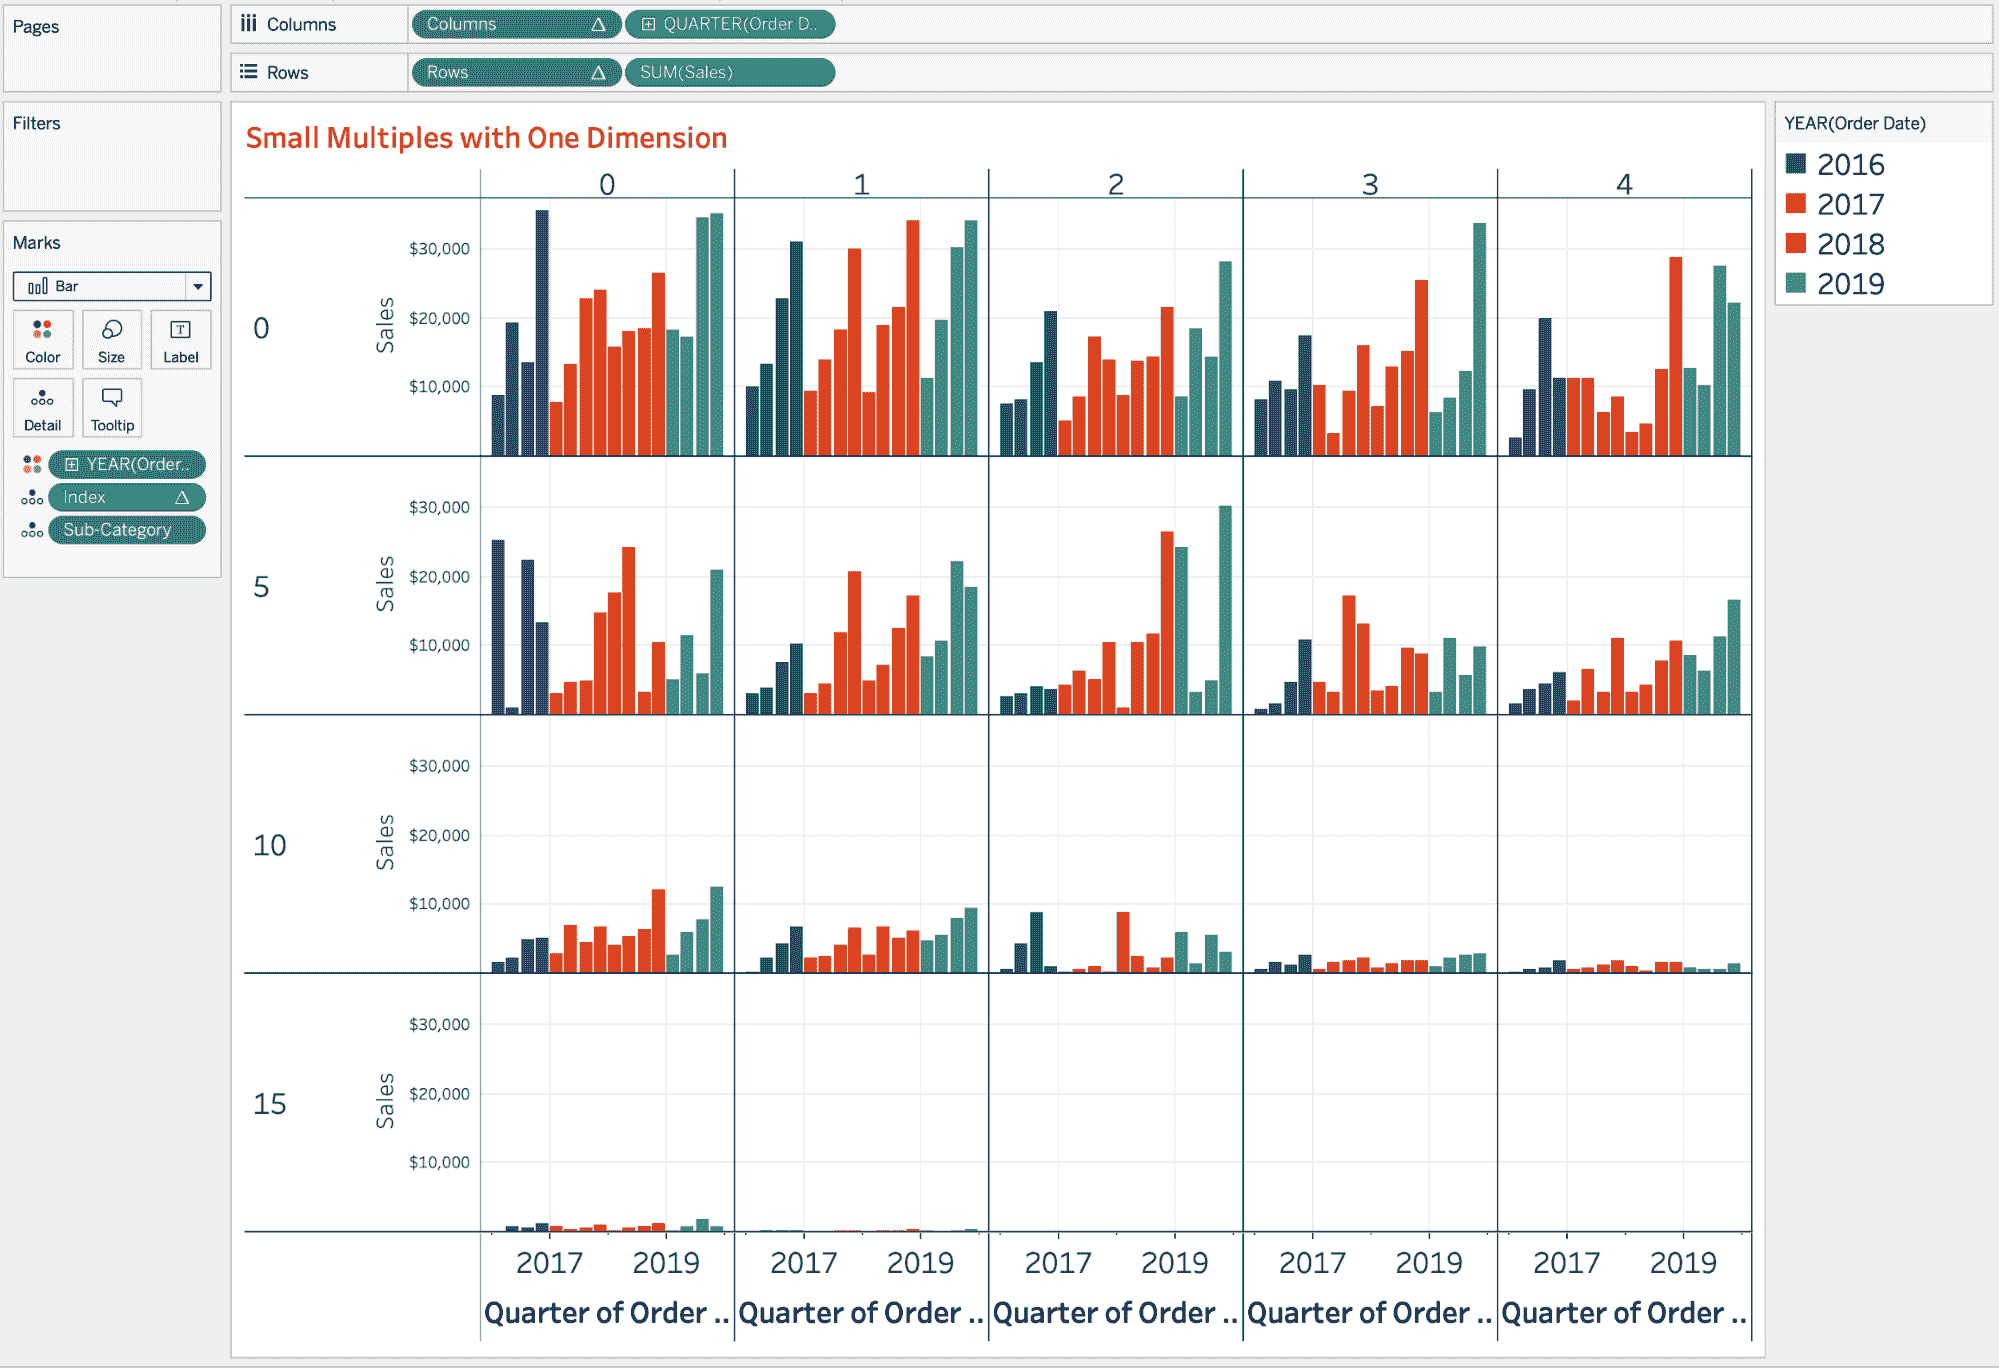 Pages
Columns
Columns
QUARTER(Order D..
Rows
Rows
SUM(Sales)
Filters
Marks
Bar
Color
Size
Label
Detail
Tooltip
YEAR(Order..
Index
Sub-Category
Small Multiples with One Dimension
0 1 2 3 4
0
Sales
$30,000
$20,000
$10,000
5
Sales
$30,000
$20,000
$10,000
10
Sales
$30,000
$20,000
$10,000
15
Sales
$30,000
$20,000
$10,000
2017 2019 2017 2019 2017 2019 2017 2019 2017 2019
Quarter of Order .. Quarter of Order .. Quarter of Order .. Quarter of Order .. Quarter of Order ..
YEAR(Order Date)
2016
2017
2018
2019